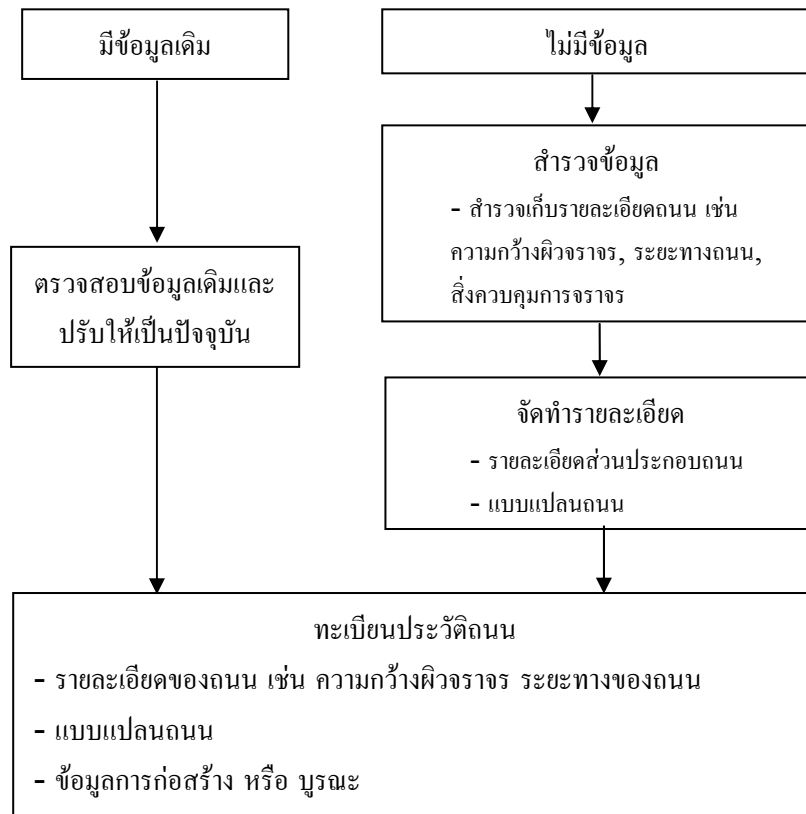 มีข้อมูลเดิม
ไม่มีข้อมูล
สำรวจข้อมูล
- สำรวจเก็บรายละเอียดถนน เช่น
ความกว้างผิวจราจร, ระยะทางถนน,
สิ่งควบคุมการจราจร
ตรวจสอบข้อมูลเดิมและ
ปรับให้เป็นปัจจุบัน
จัดทำรายละเอียด
- รายละเอียดส่วนประกอบถนน
- แบบแปลนถนน
ทะเบียนประวัติถนน
- รายละเอียดของถนน เช่น ความกว้างผิวจราจร ระยะทางของถนน
- แบบแปลนถนน
- ข้อมูลการก่อสร้าง หรือ บูรณะ